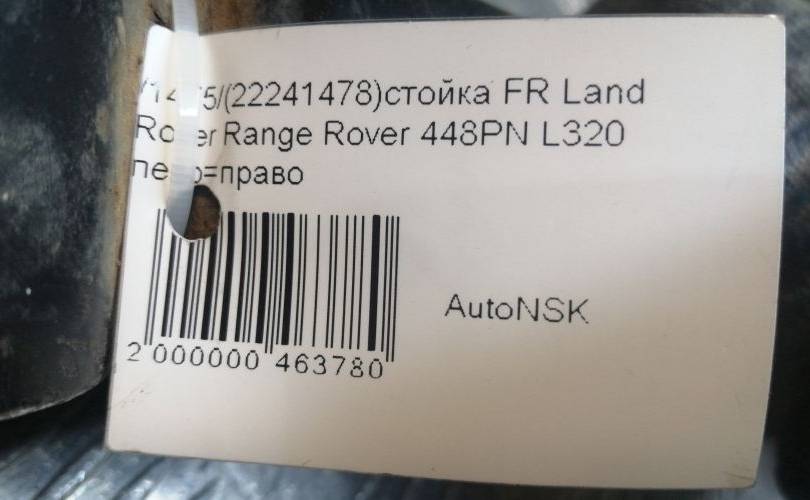 (22241478)стойка FR Land
Rover Range Rover 448PN L320
=право
AutoNSK
2 000000 463780